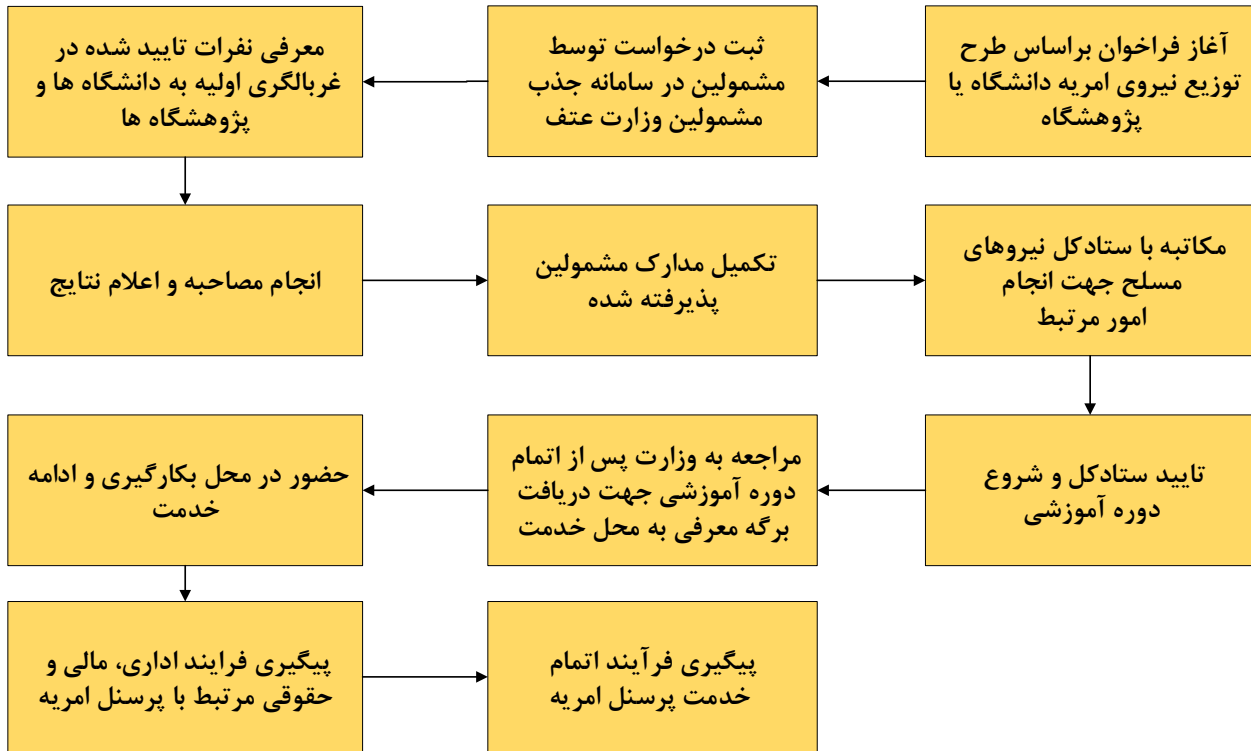 آغاز فراخوان براساس طرح
توزیع نیروی امریه دانشگاه یا
پژوهشگاه
ثبت درخواست توسط
مشمولین در سامانه جذب
مشمولین وزارت عتف
معرفی نفرات تایید شده در
غربالگری اولیه به دانشگاه ها و
پژوهشگاه ها
انجام مصاحبه و اعلام نتایج
تکمیل مدارک مشمولین
پذیرفته شده
مکاتبه با ستادکل نیروهای
مسلح جهت انجام
امور مرتبط
تایید ستادکل و شروع
دوره آموزشی
مراجعه به وزارت پس از اتمام
دوره آموزشی جهت دریافت
برگه معرفی به محل خدمت
حضور در محل بکارگیری و ادامه
خدمت
پیگیری فرایند اداری، مالی و
حقوقی مرتبط با پرسنل امریه
پیگیری فرآیند اتمام
خدمت پرسنل امریه